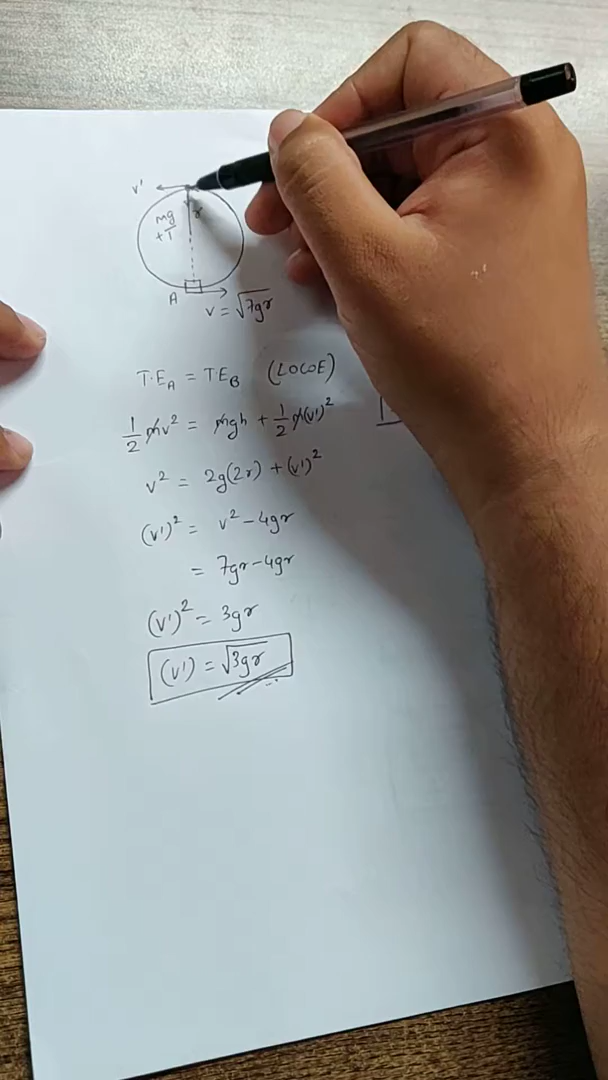 v'
r
mg
+T
A
v = √7gr
T.E_A = T.E_B (LOCOE)
1/2 mv² = mgh + 1/2 m(v')²
v² = 2g(2r) + (v')²
(v')² = v² - 4gr
= 7gr - 4gr
(v')² = 3gr
(v') = √3gr